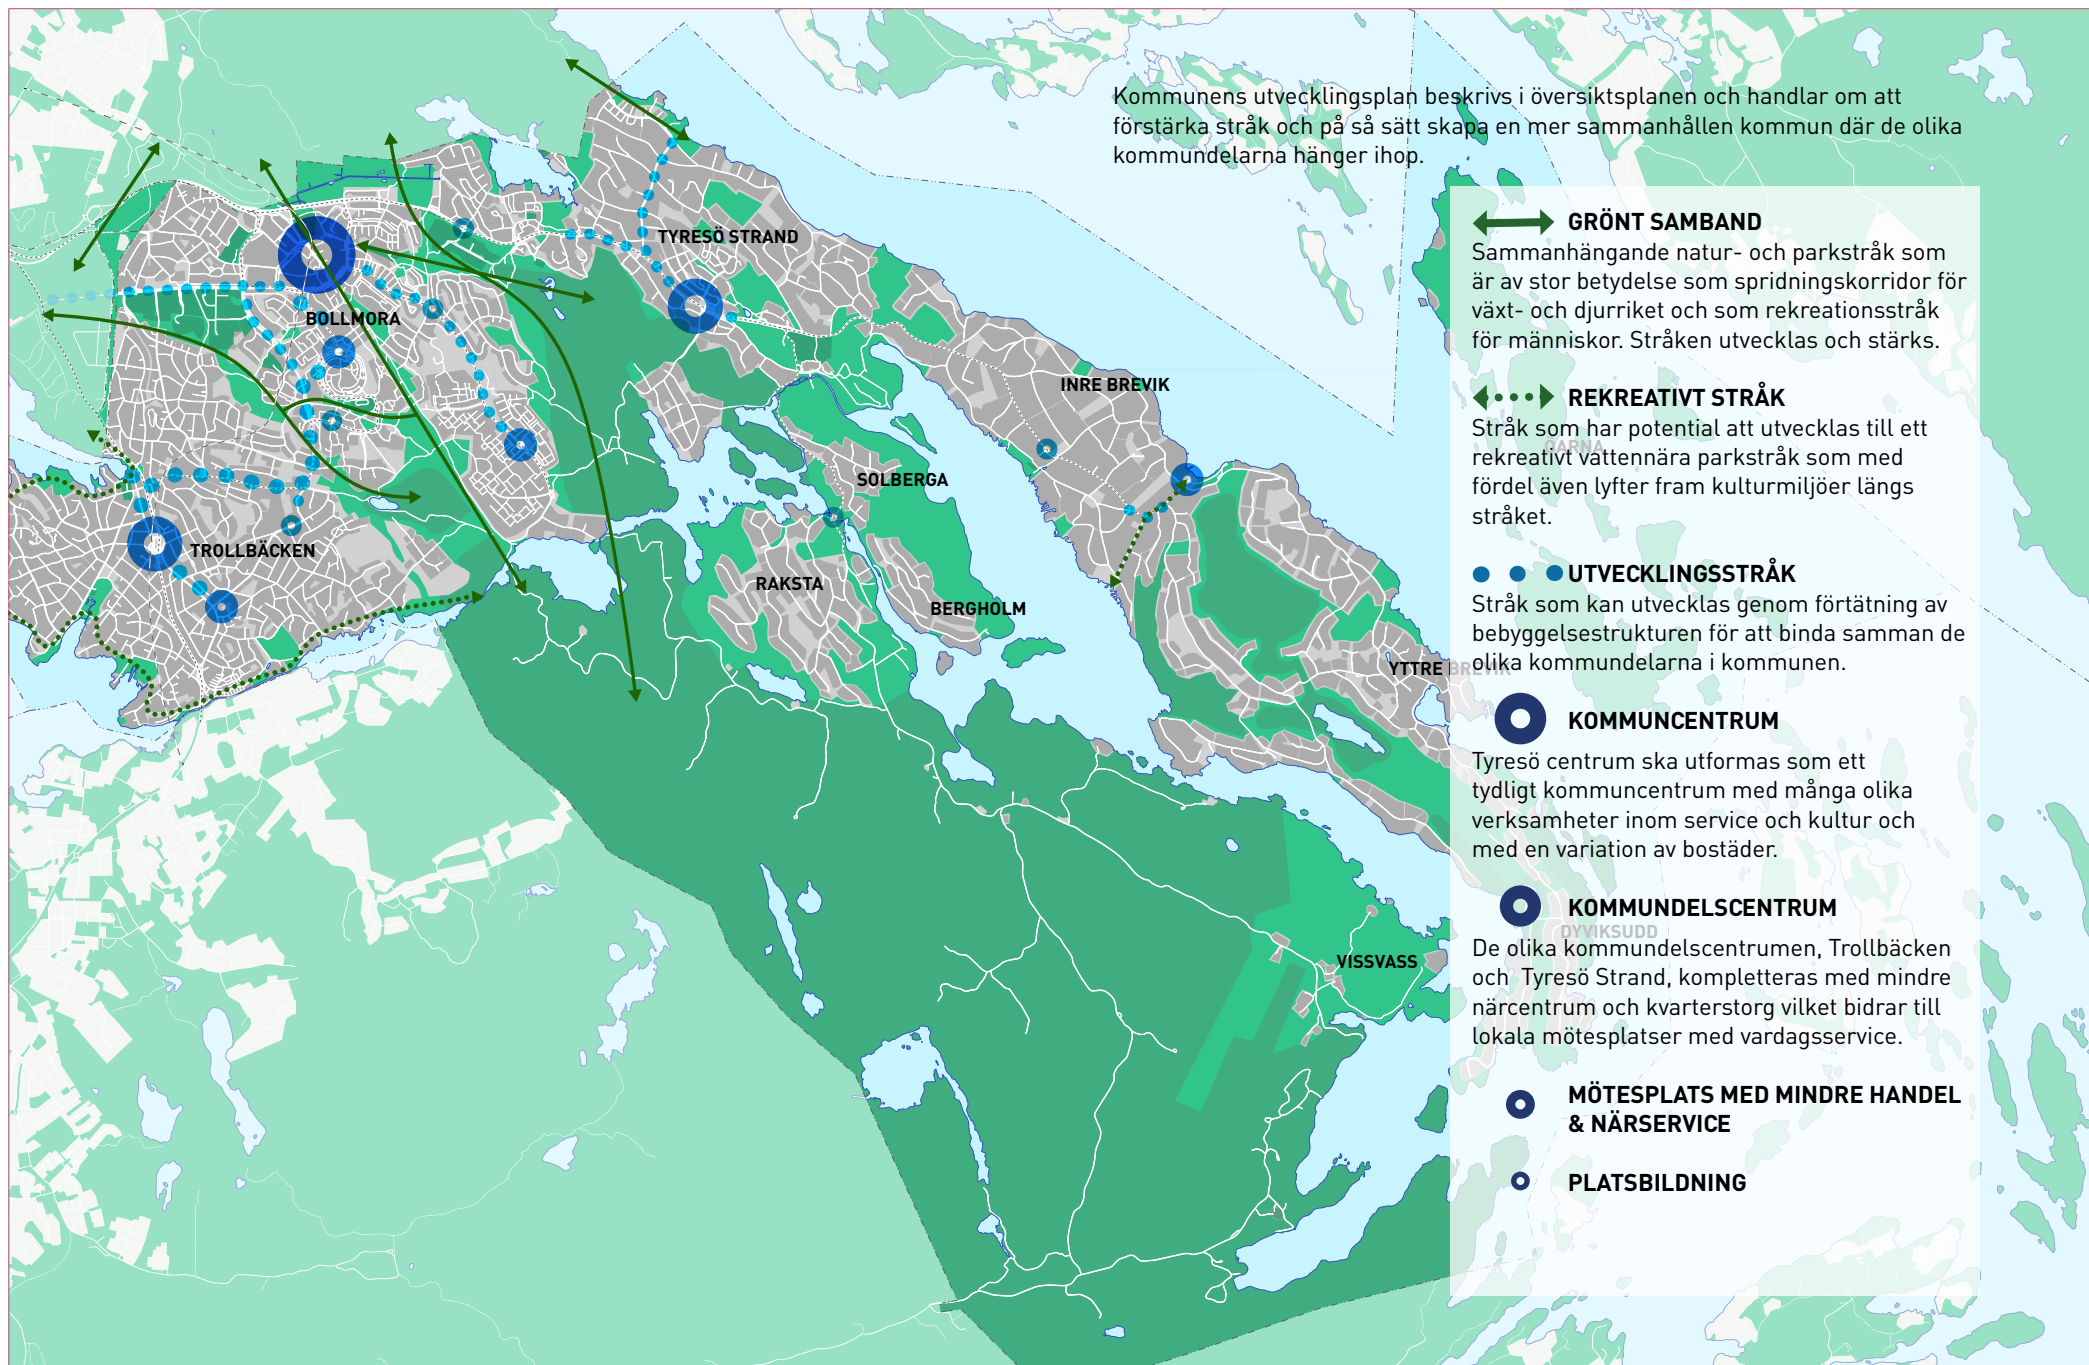 Kommunens utvecklingsplan beskrivs i översiktsplanen och handlar om att
förstärka stråk och på så sätt skapa en mer sammanhållen kommun där de olika
kommundelarna hänger ihop.
GRÖNT SAMBAND
Sammanhängande natur- och parkstråk som
är av stor betydelse som spridningskorridor för
växt- och djurriket och som rekreationsstråk
för människor. Stråken utvecklas och stärks.
REKREATIVT STRÅK
Stråk som har potential att utvecklas till ett
rekreativt vattennära parkstråk som med
fördel även lyfter fram kulturmiljöer längs
stråket.
UTVECKLINGSSTRÅK
Stråk som kan utvecklas genom förtätning av
bebyggelsestrukturen för att binda samman de
olika kommundelarna i kommunen.
KOMMUNCENTRUM
Tyresö centrum ska utformas som ett
tydligt kommuncentrum med många olika
verksamheter inom service och kultur och
med en variation av bostäder.
KOMMUNDELSCENTRUM
De olika kommundelscentrumen, Trollbäcken
och Tyresö Strand, kompletteras med mindre
närcentrum och kvarterstorg vilket bidrar till
lokala mötesplatser med vardagsservice.
MÖTESPLATS MED MINDRE HANDEL
& NÄRSERVICE
PLATSBILDNING
TYRESÖ STRAND
BOLLMORA
INRE BREVIK
SOLBERGA
TROLLBÄCKEN
RAKSTA
BERGHOLM
YTTRE BREVIK
DYVIKSUDD
VISSVASS